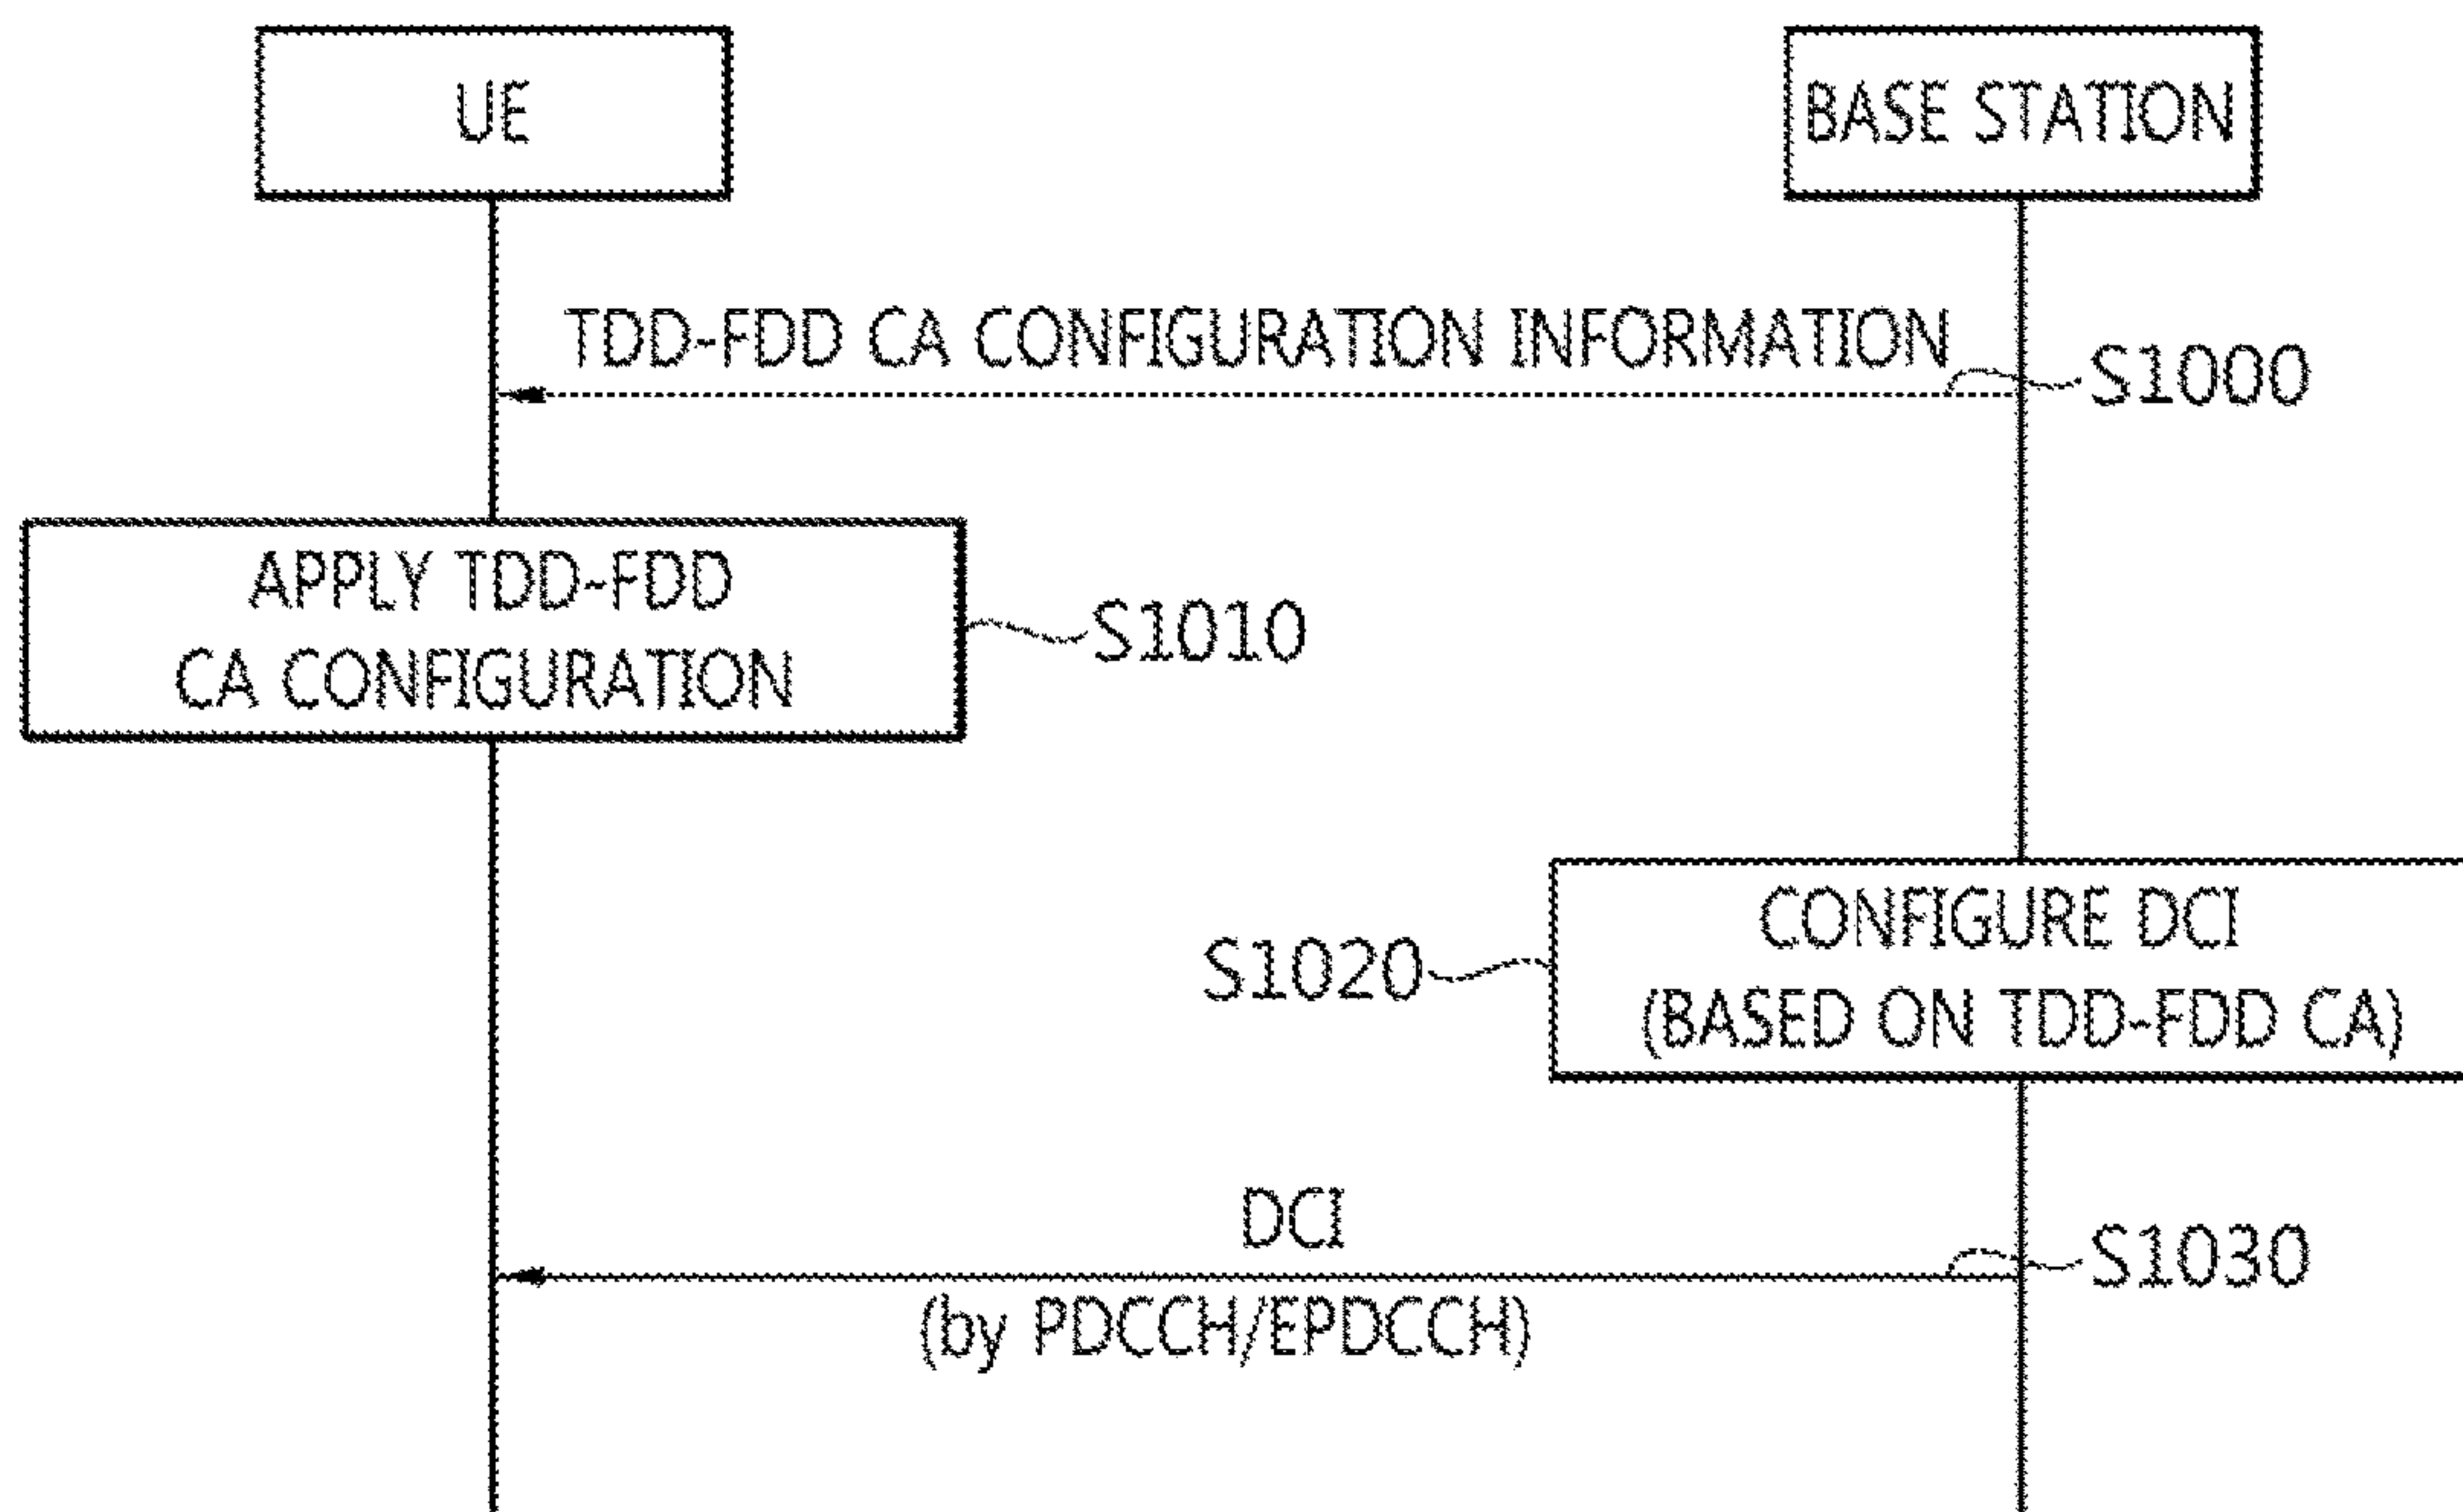 UE
BASE STATION
TDD-FDD CA CONFIGURATION INFORMATION
S1000
APPLY TDD-FDD
CA CONFIGURATION
S1010
CONFIGURE DCI
(BASED ON TDD-FDD CA)
S1020
DCI
(by PDCCH/EPDCCH)
S1030